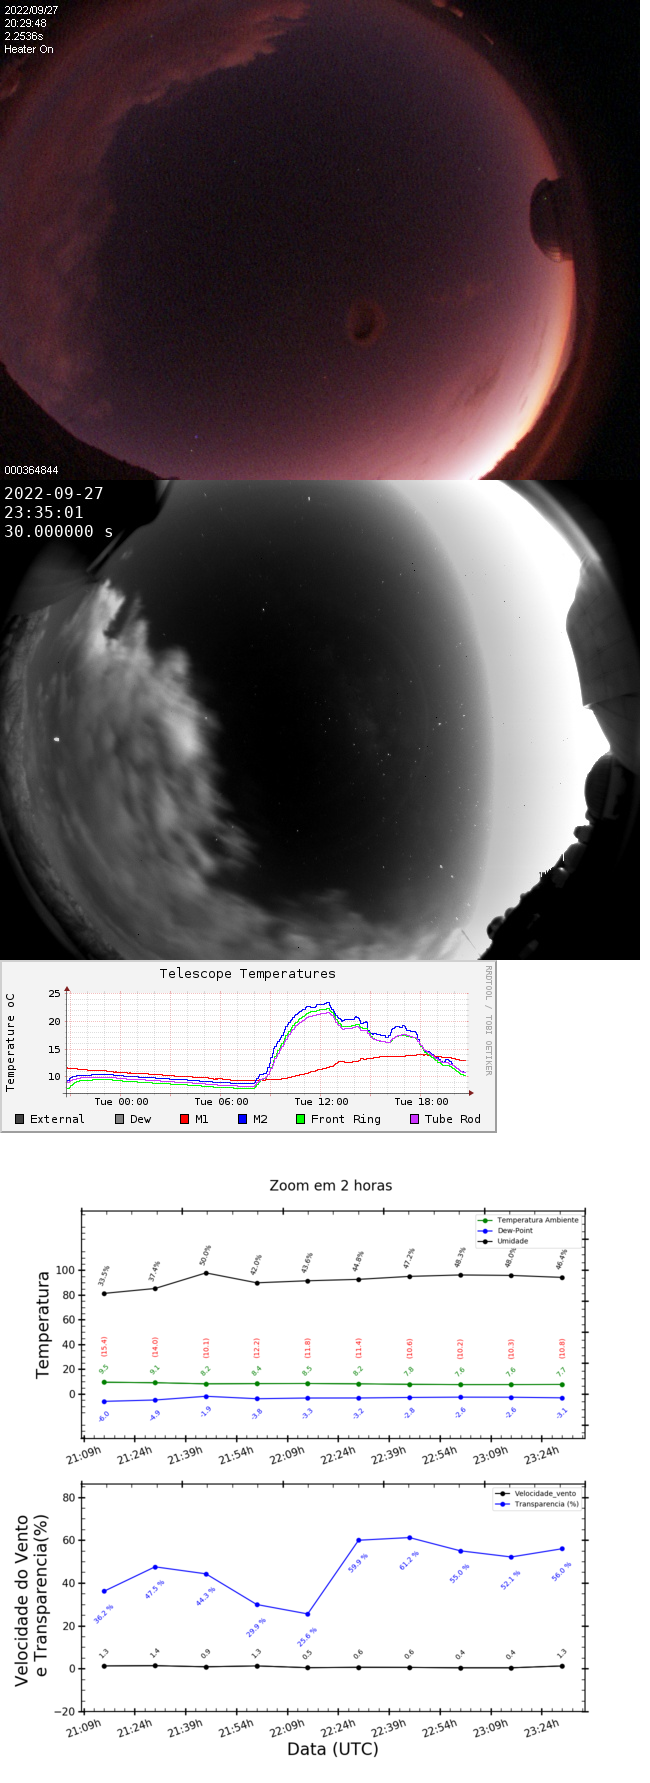 2022/09/27
20:29:48
2.2536s
Heater On
000364844
2022-09-27
23:35:01
30.000000 s
Telescope Temperatures
RRDTOOL / TOBI OETIKER
Temperature oC
25
20
15
10
Tue 00:00 Tue 06:00 Tue 12:00 Tue 18:00
External Dew M1 M2 Front Ring Tube Rod
Zoom em 2 horas
Temperatura Ambiente
Dew-Point
Umidade
Temperatura
100
80
60
40
20
0
33.5% 37.4% 50.0% 42.0% 43.6% 44.8% 47.2% 48.3% 48.0% 46.4%
(15.4) (14.0) (10.1) (12.2) (11.8) (11.4) (10.6) (10.2) (10.3) (10.8)
9.5 9.1 8.2 8.4 8.5 8.2 7.8 7.6 7.6 7.7
-6.0 -4.9 -1.9 -3.8 -3.3 -3.2 -2.8 -2.6 -2.6 -3.1
21:09h 21:24h 21:39h 21:54h 22:09h 22:24h 22:39h 22:54h 23:09h 23:24h
Velocidade_vento
Transparencia (%)
Velocidade do Vento
e Transparencia(%)
80
60
40
20
0
−20
36.2 % 47.5 % 44.3 % 29.9 % 25.6 % 59.9 % 61.2 % 55.0 % 52.1 % 56.0 %
1.3 1.4 0.9 1.3 0.5 0.6 0.6 0.4 0.4 1.3
21:09h 21:24h 21:39h 21:54h 22:09h 22:24h 22:39h 22:54h 23:09h 23:24h
Data (UTC)